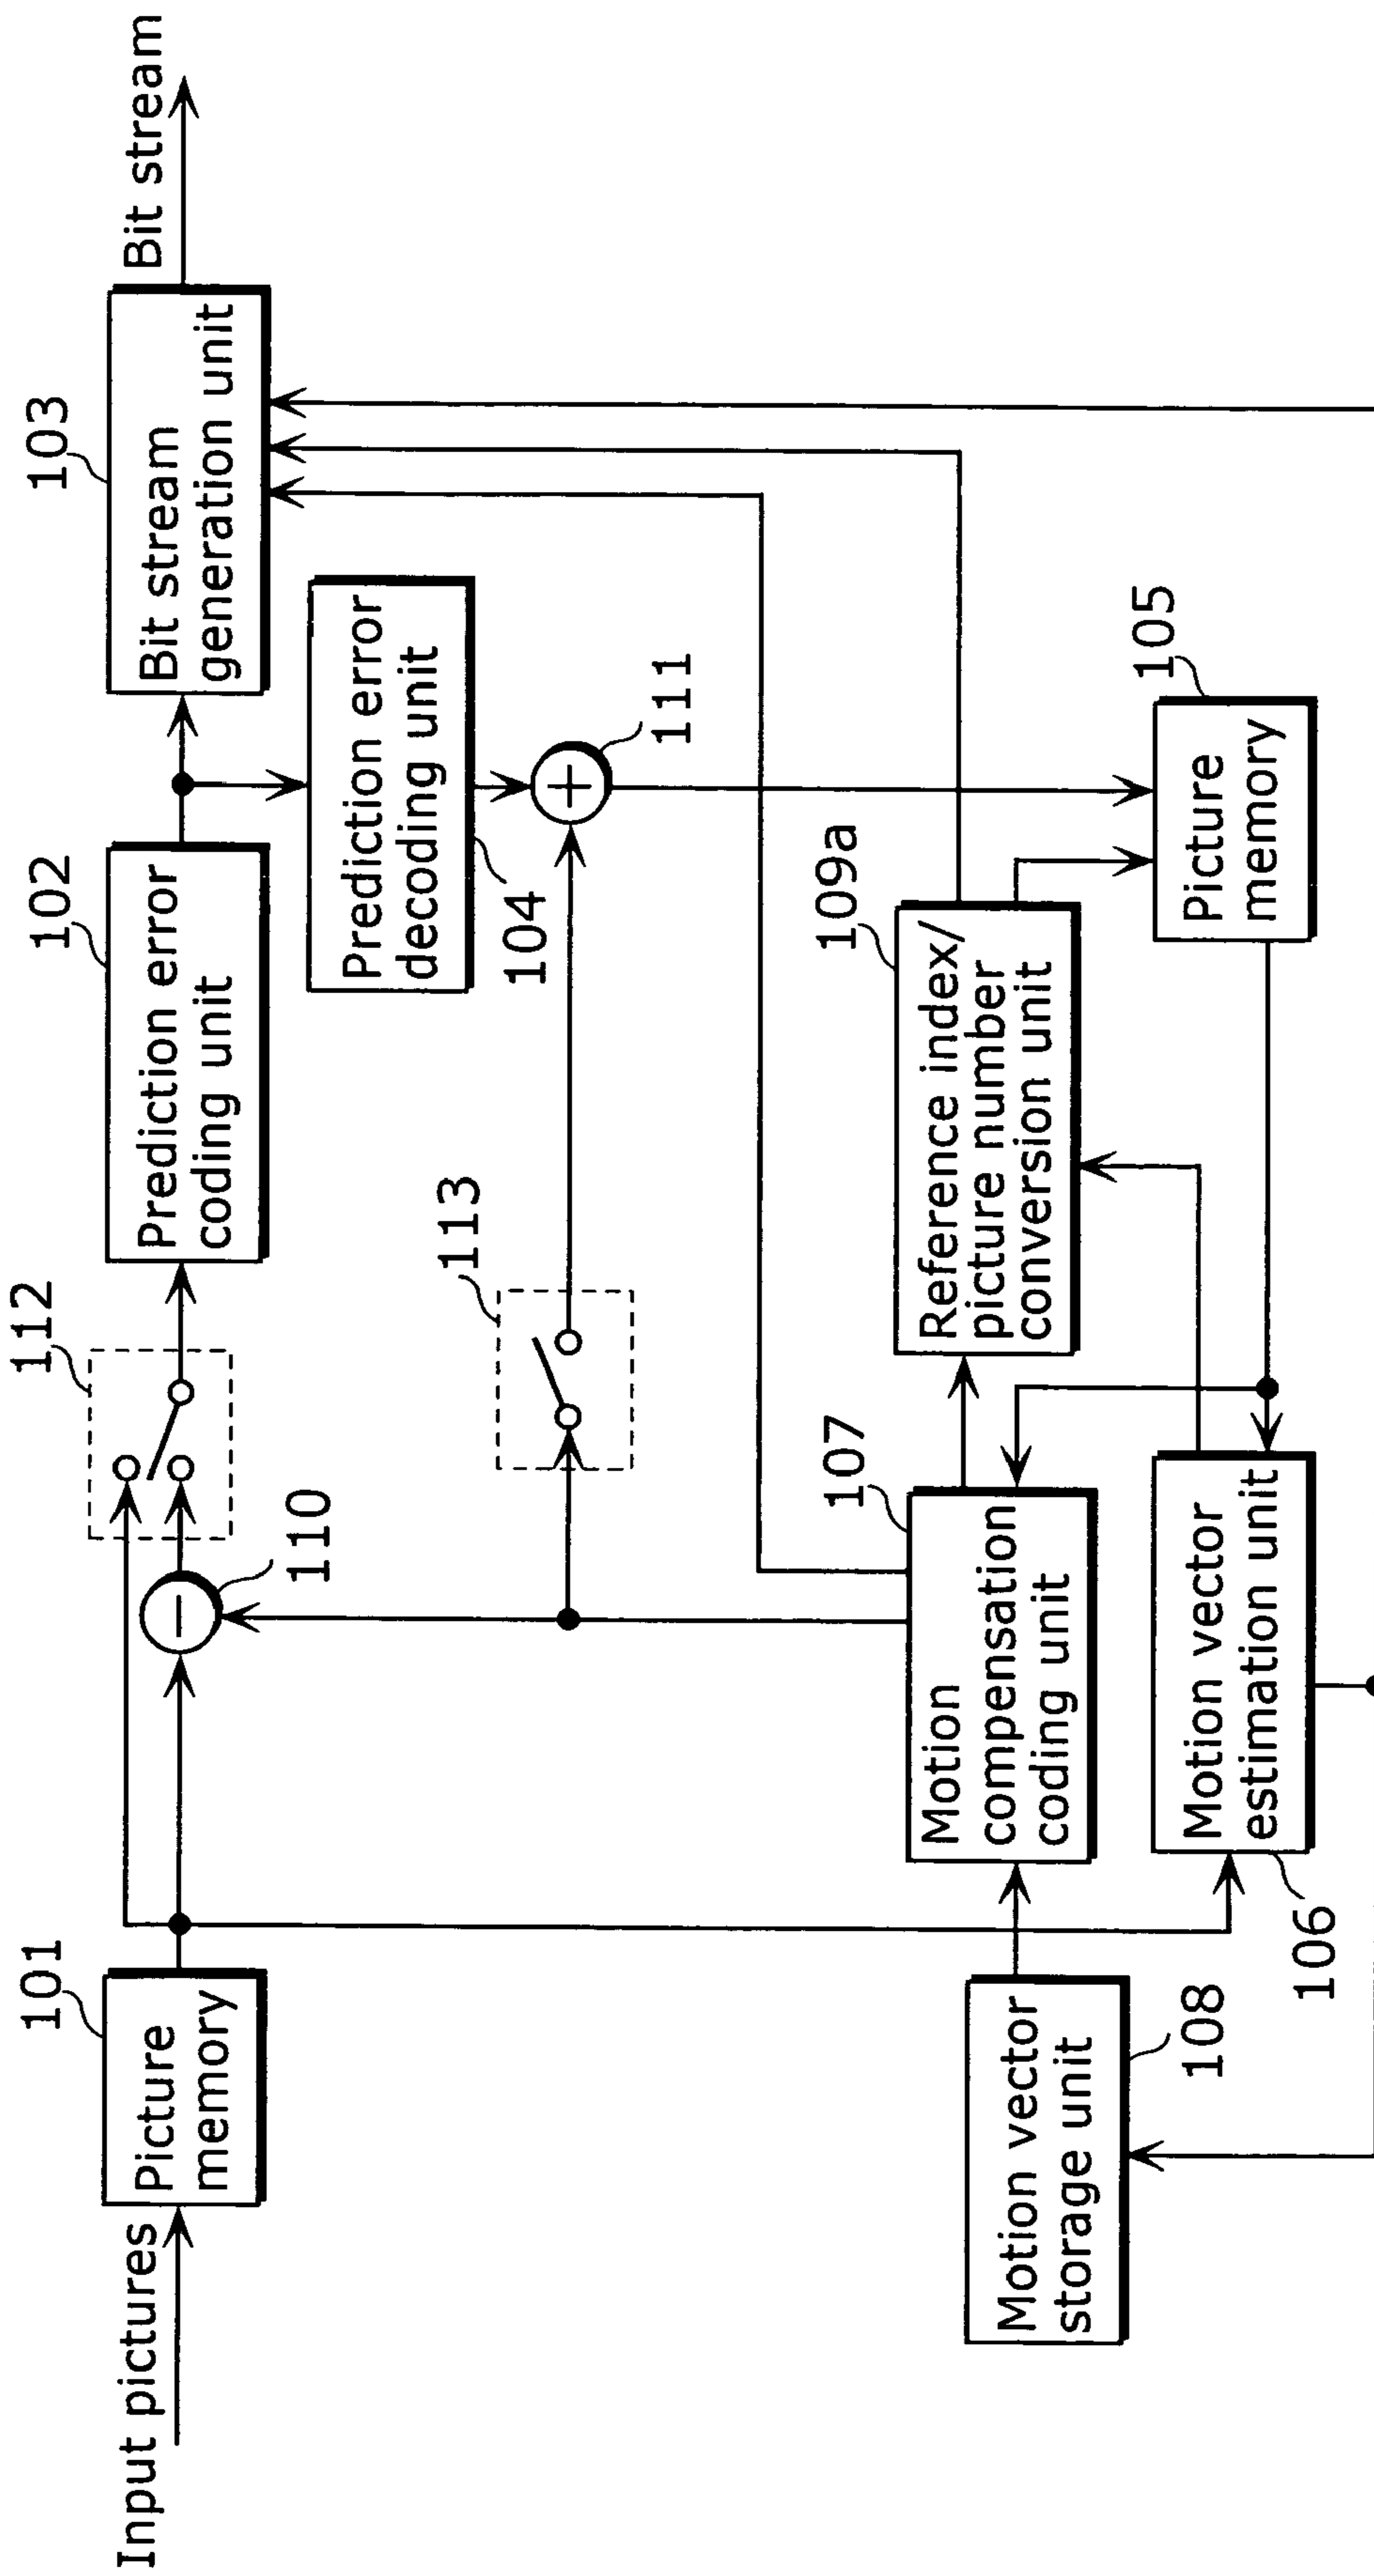 Input pictures
101
Picture
memory
110
112
102
Prediction error
coding unit
103
Bit stream
generation unit
Bit stream
Prediction error
decoding unit
104
113
111
107
Motion
compensation
coding unit
109a
Reference index/
picture number
conversion unit
105
Picture
memory
Motion vector
storage unit
108
Motion vector
estimation unit
106